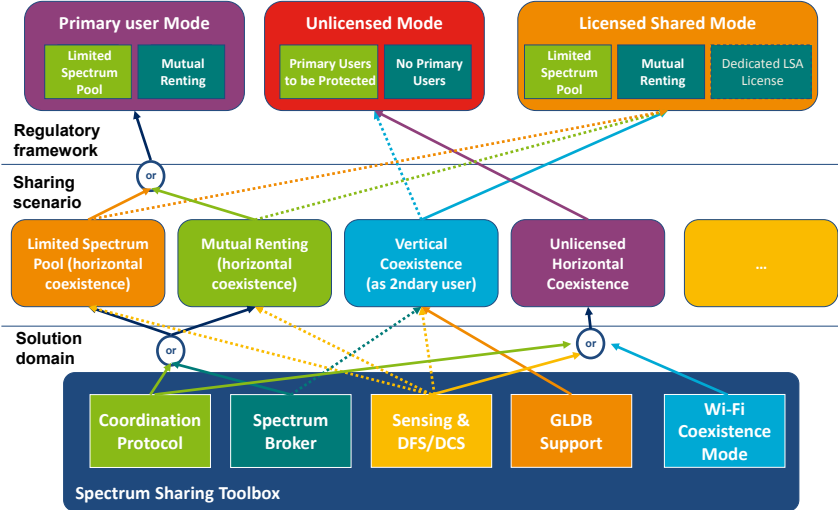 Primary user Mode
Limited
Spectrum
Pool
Mutual
Renting
Unlicensed Mode
Primary Users
to be Protected
No Primary
Users
Licensed Shared Mode
Limited
Spectrum
Pool
Mutual
Renting
Dedicated LSA
License
Regulatory
framework
or
Sharing
scenario
Limited Spectrum
Pool (horizontal
coexistence)
Mutual Renting
(horizontal
coexistence)
Vertical
Coexistence
(as 2ndary user)
Unlicensed
Horizontal
Coexistence
...
Solution
domain
or
or
Coordination
Protocol
Spectrum
Broker
Sensing &
DFS/DCS
GLDB
Support
Wi-Fi
Coexistence
Mode
Spectrum Sharing Toolbox